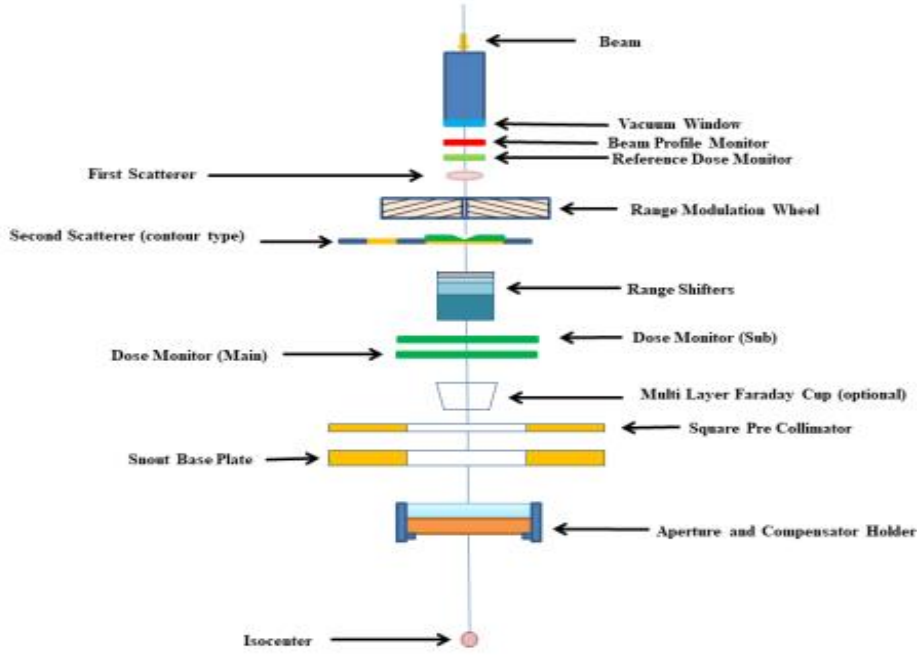 Beam
Vacuum Window
Beam Profile Monitor
Reference Dose Monitor
First Scatterer
Range Modulation Wheel
Second Scatterer (contour type)
Range Shifters
Dose Monitor (Sub)
Dose Monitor (Main)
Multi Layer Faraday Cup (optional)
Square Pre Collimator
Snout Base Plate
Aperture and Compensator Holder
Isocenter